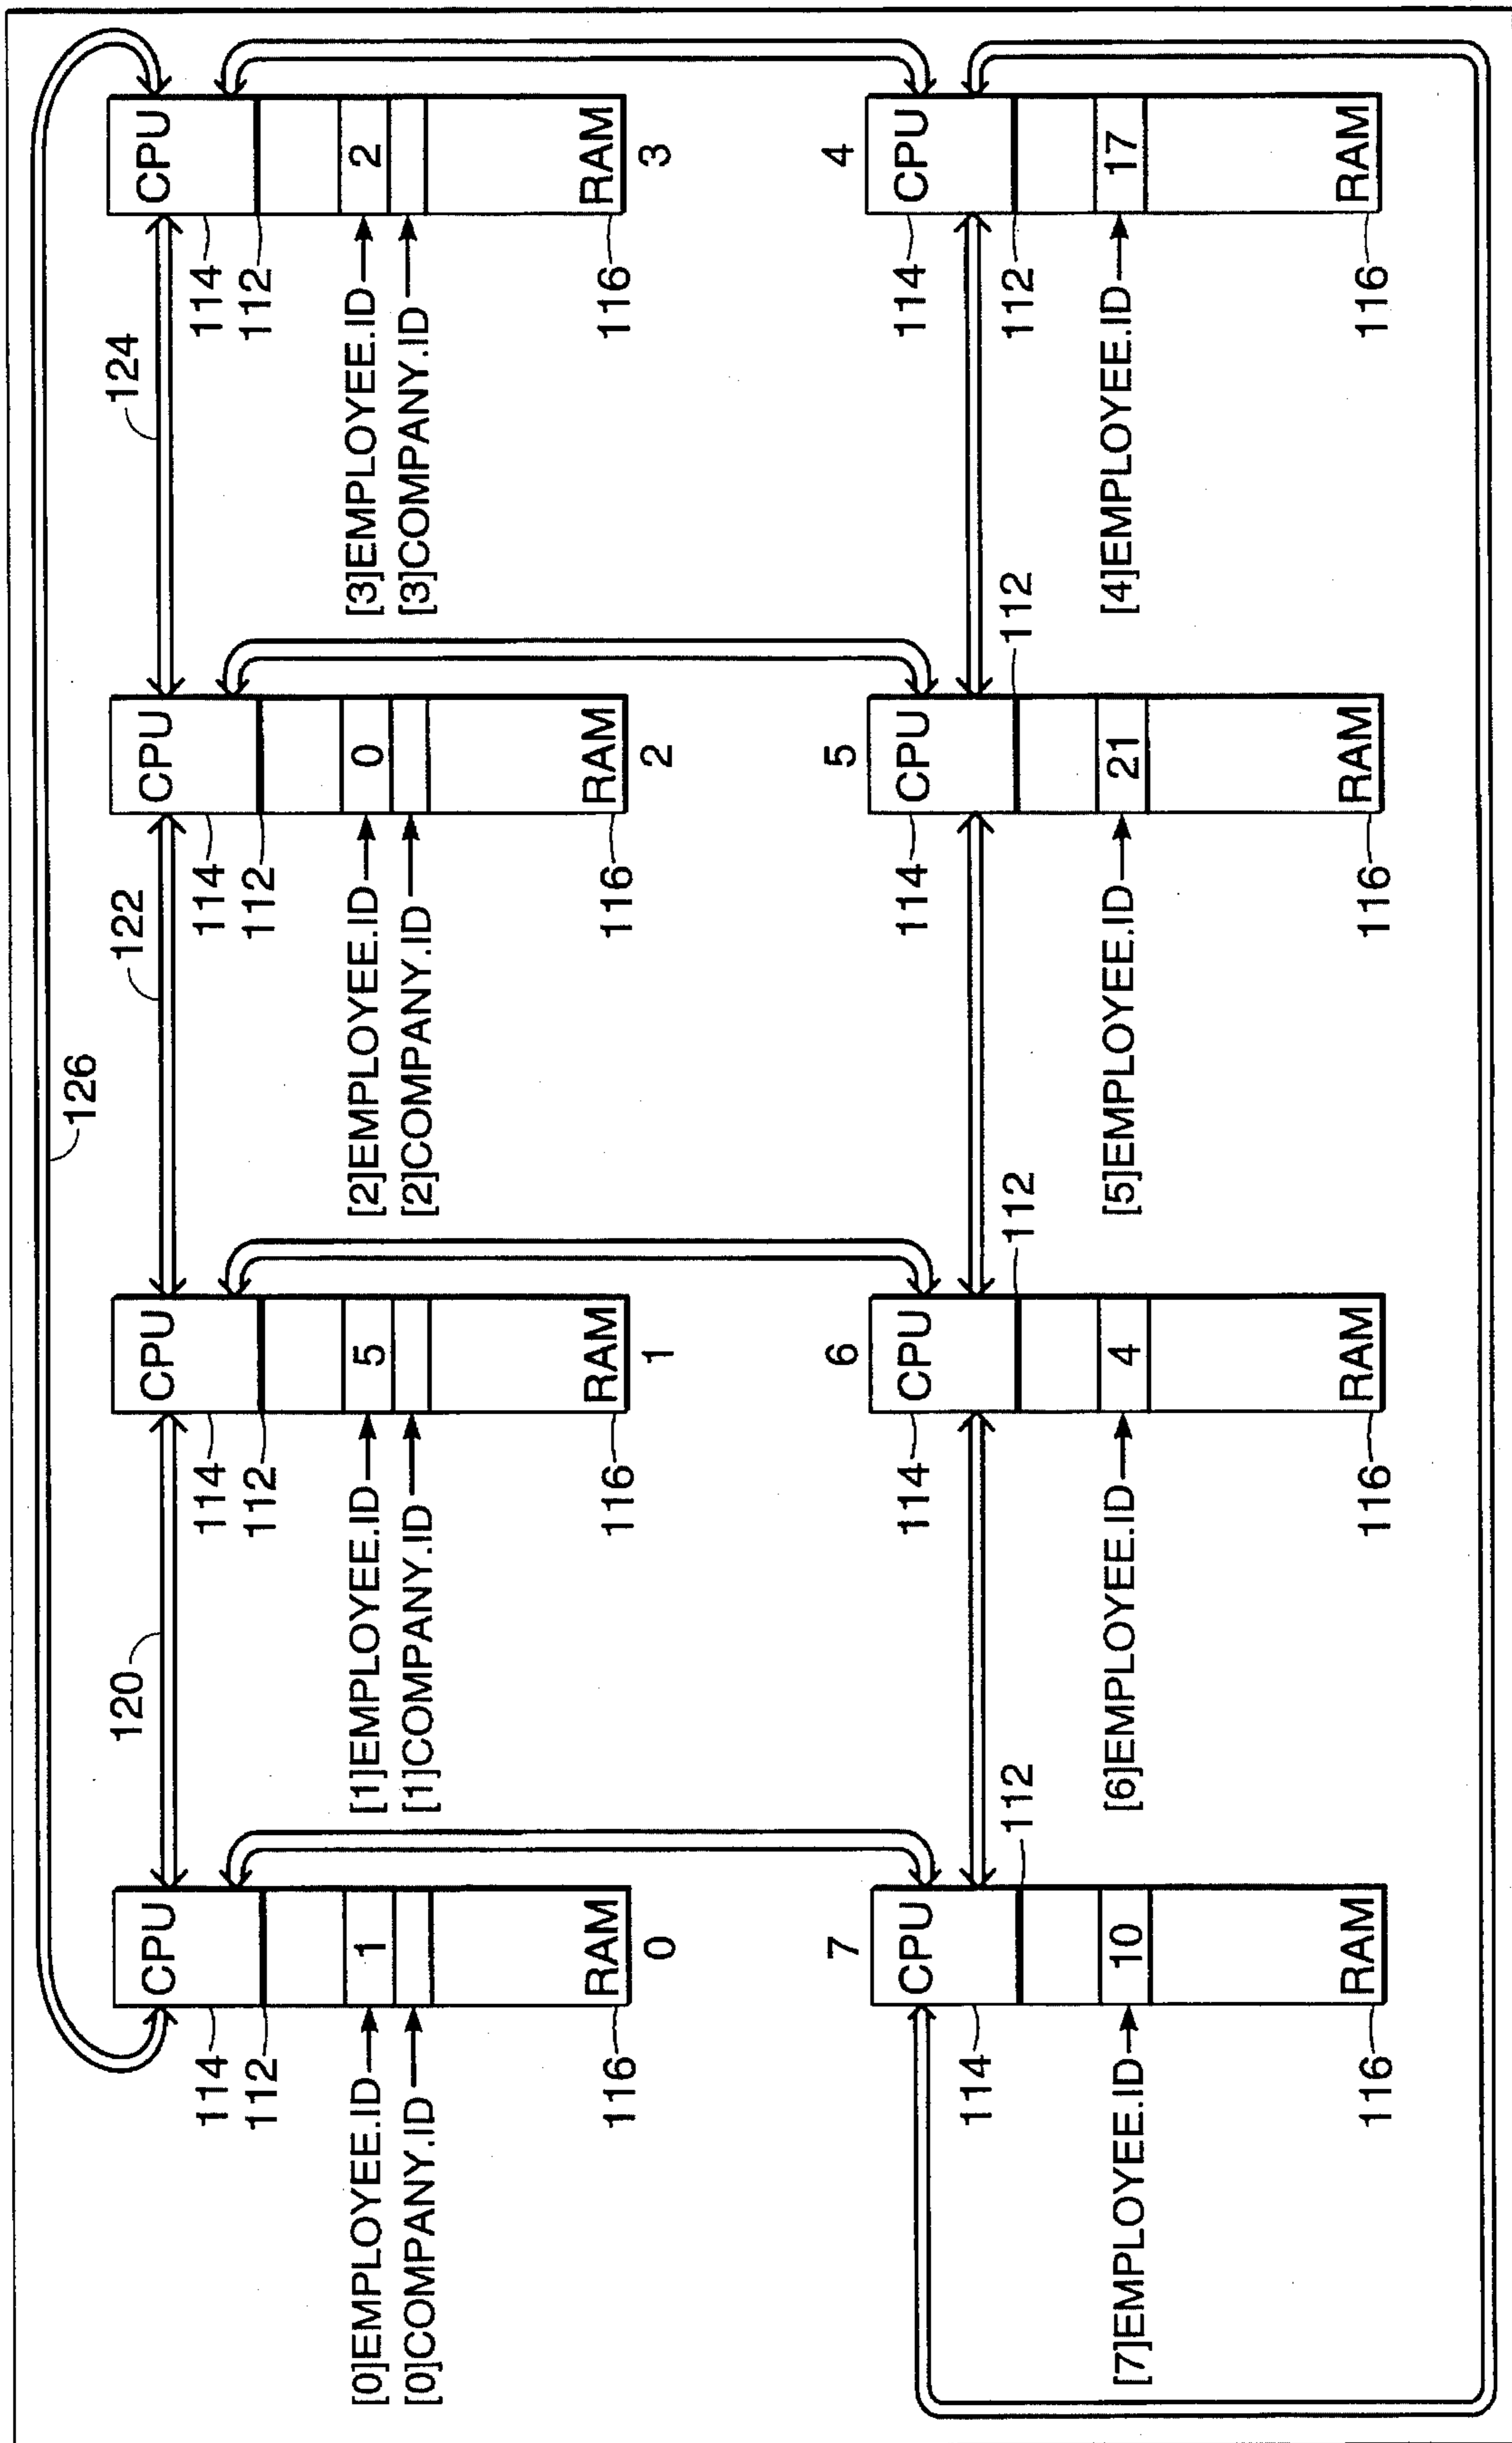 126
120
122
124
CPU
CPU
CPU
CPU
114
114
114
114
112
112
112
112
[0]EMPLOYEE.ID
1
[1]EMPLOYEE.ID
5
[2]EMPLOYEE.ID
0
[3]EMPLOYEE.ID
2
[0]COMPANY.ID
[1]COMPANY.ID
[2]COMPANY.ID
[3]COMPANY.ID
116
RAM
116
RAM
116
RAM
116
RAM
0
1
2
3
7
6
5
4
CPU
CPU
CPU
CPU
114
114
114
114
112
112
112
112
[7]EMPLOYEE.ID
10
[6]EMPLOYEE.ID
4
[5]EMPLOYEE.ID
21
[4]EMPLOYEE.ID
17
116
RAM
116
RAM
116
RAM
116
RAM